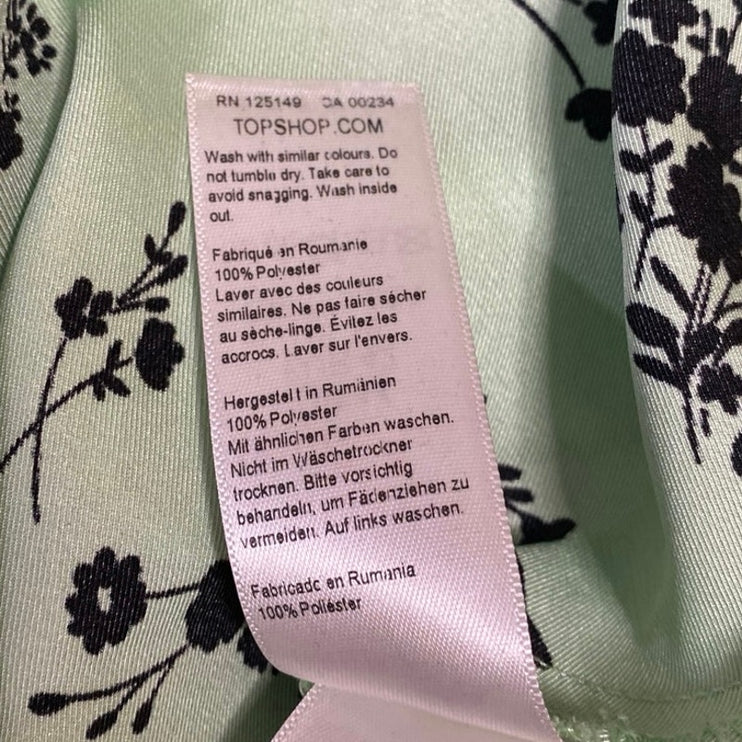 RN 125149 CA 00234
TOPSHOP.COM
Wash with similar colours. Do
not tumble dry. Take care to
avoid snagging. Wash inside
out.
Fabriqué en Roumanie
100% Polyester
Laver avec des couleurs
similaires. Ne pas faire sécher
au sèche-linge. Évitez les
accrocs. Laver sur l'envers.
Hergestellt in Rumänien
100% Polyester
Mit ähnlichen Farben waschen.
Nicht im Wäschetrockner
trocknen. Bitte vorsichtig
behandeln, um Fädenziehen zu
vermeiden. Auf links waschen.
Fabricado en Rumania
100% Poliéster